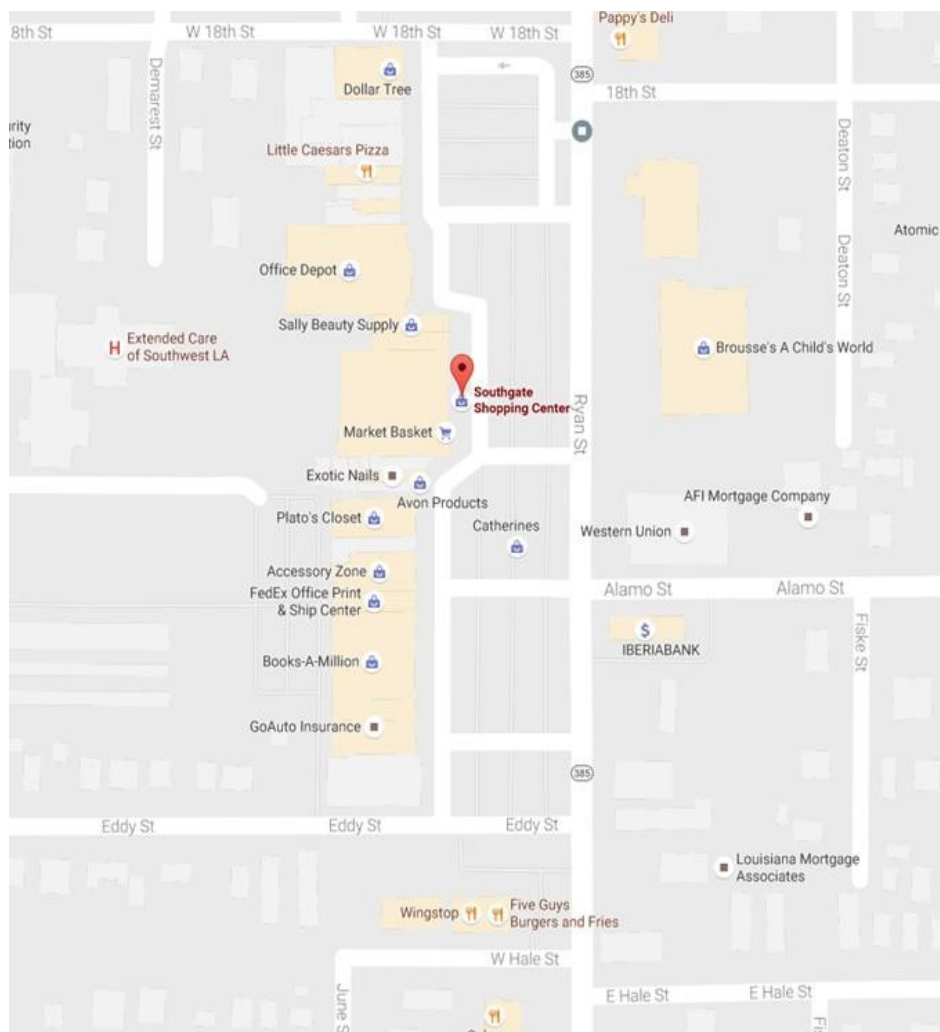 Pappy's Deli
8th St
W 18th St
W 18th St
W 18th St
385
18th St
Dollar Tree
Demarest St
Deaton St
Little Caesars Pizza
Atomic
Deaton St
Office Depot
Sally Beauty Supply
Extended Care
of Southwest LA
Brousse's A Child's World
Southgate
Shopping Center
Ryan St
Market Basket
Exotic Nails
Avon Products
Plato's Closet
Catherines
AFI Mortgage Company
Western Union
Accessory Zone
FedEx Office Print
& Ship Center
Alamo St
Alamo St
$
IBERIABANK
Fiske St
Books-A-Million
GoAuto Insurance
385
Eddy St
Eddy St
Eddy St
Louisiana Mortgage
Associates
Wingstop
Five Guys
Burgers and Fries
W Hale St
June S
E Hale St
E Hale St
H